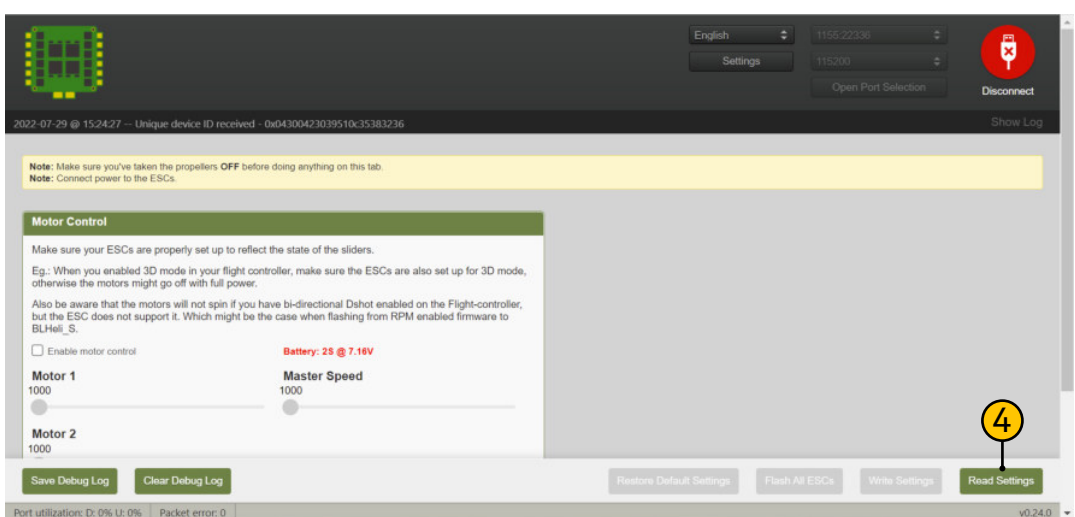 English
1155:22336
Settings
115200
Open Port Selection
Disconnect
2022-07-29 @ 15:24:27 -- Unique device ID received - 0x04300423039510c35383236
Show Log
Note: Make sure you've taken the propellers OFF before doing anything on this tab.
Note: Connect power to the ESCs.
Motor Control
Make sure your ESCs are properly set up to reflect the state of the sliders.
Eg.: When you enabled 3D mode in your flight controller, make sure the ESCs are also set up for 3D mode,
otherwise the motors might go off with full power.
Also be aware that the motors will not spin if you have bi-directional Dshot enabled on the Flight-controller,
but the ESC does not support it. Which might be the case when flashing from RPM enabled firmware to
BLHeli_S.
Enable motor control
Battery: 2S @ 7.16V
Motor 1
1000
Master Speed
1000
Motor 2
1000
4
Save Debug Log
Clear Debug Log
Restore Default Settings
Flash All ESCs
Write Settings
Read Settings
Port utilization: D: 0% U: 0%
Packet error: 0
v0.24.0